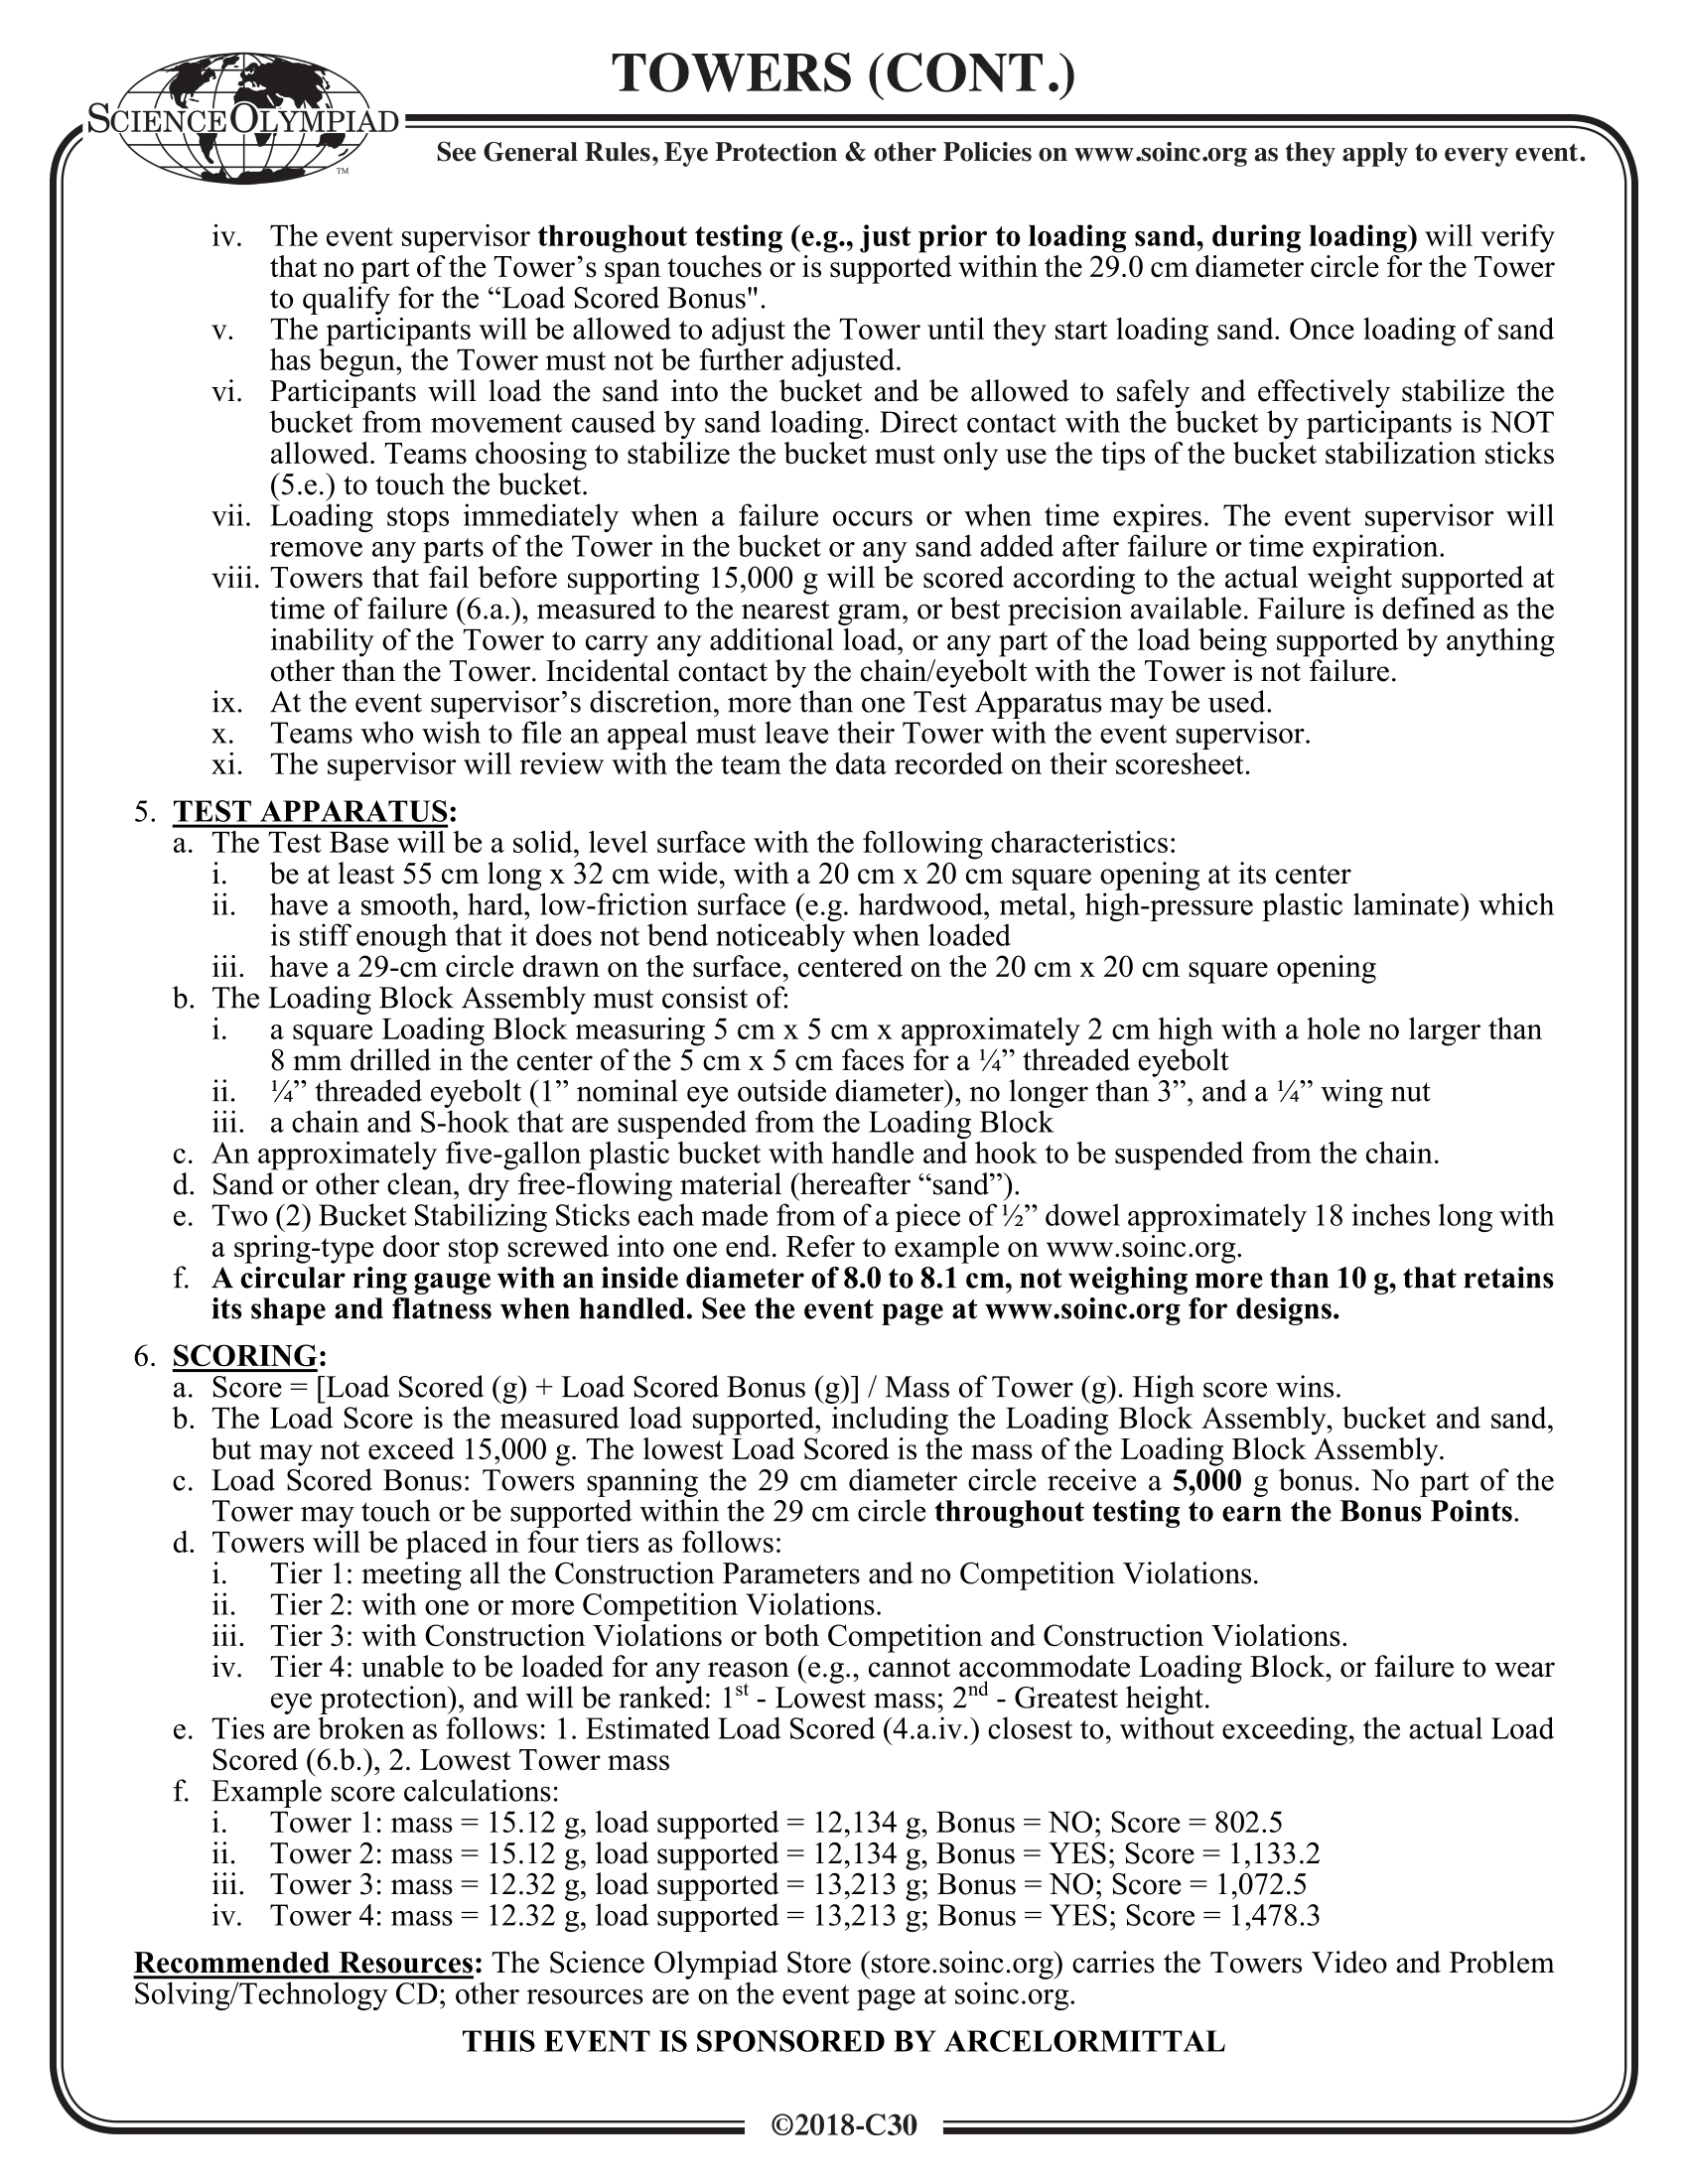 TOWERS (CONT.)
SCIENCE OLYMPIAD
TM
See General Rules, Eye Protection & other Policies on www.soinc.org as they apply to every event.
iv. The event supervisor throughout testing (e.g., just prior to loading sand, during loading) will verify
that no part of the Tower’s span touches or is supported within the 29.0 cm diameter circle for the Tower
to qualify for the “Load Scored Bonus".
v. The participants will be allowed to adjust the Tower until they start loading sand. Once loading of sand
has begun, the Tower must not be further adjusted.
vi. Participants will load the sand into the bucket and be allowed to safely and effectively stabilize the
bucket from movement caused by sand loading. Direct contact with the bucket by participants is NOT
allowed. Teams choosing to stabilize the bucket must only use the tips of the bucket stabilization sticks
(5.e.) to touch the bucket.
vii. Loading stops immediately when a failure occurs or when time expires. The event supervisor will
remove any parts of the Tower in the bucket or any sand added after failure or time expiration.
viii. Towers that fail before supporting 15,000 g will be scored according to the actual weight supported at
time of failure (6.a.), measured to the nearest gram, or best precision available. Failure is defined as the
inability of the Tower to carry any additional load, or any part of the load being supported by anything
other than the Tower. Incidental contact by the chain/eyebolt with the Tower is not failure.
ix. At the event supervisor’s discretion, more than one Test Apparatus may be used.
x. Teams who wish to file an appeal must leave their Tower with the event supervisor.
xi. The supervisor will review with the team the data recorded on their scoresheet.
5. TEST APPARATUS:
a. The Test Base will be a solid, level surface with the following characteristics:
i. be at least 55 cm long x 32 cm wide, with a 20 cm x 20 cm square opening at its center
ii. have a smooth, hard, low-friction surface (e.g. hardwood, metal, high-pressure plastic laminate) which
is stiff enough that it does not bend noticeably when loaded
iii. have a 29-cm circle drawn on the surface, centered on the 20 cm x 20 cm square opening
b. The Loading Block Assembly must consist of:
i. a square Loading Block measuring 5 cm x 5 cm x approximately 2 cm high with a hole no larger than
8 mm drilled in the center of the 5 cm x 5 cm faces for a ¼” threaded eyebolt
ii. ¼” threaded eyebolt (1” nominal eye outside diameter), no longer than 3”, and a ¼” wing nut
iii. a chain and S-hook that are suspended from the Loading Block
c. An approximately five-gallon plastic bucket with handle and hook to be suspended from the chain.
d. Sand or other clean, dry free-flowing material (hereafter “sand”).
e. Two (2) Bucket Stabilizing Sticks each made from of a piece of ½” dowel approximately 18 inches long with
a spring-type door stop screwed into one end. Refer to example on www.soinc.org.
f. A circular ring gauge with an inside diameter of 8.0 to 8.1 cm, not weighing more than 10 g, that retains
its shape and flatness when handled. See the event page at www.soinc.org for designs.
6. SCORING:
a. Score = [Load Scored (g) + Load Scored Bonus (g)] / Mass of Tower (g). High score wins.
b. The Load Score is the measured load supported, including the Loading Block Assembly, bucket and sand,
but may not exceed 15,000 g. The lowest Load Scored is the mass of the Loading Block Assembly.
c. Load Scored Bonus: Towers spanning the 29 cm diameter circle receive a 5,000 g bonus. No part of the
Tower may touch or be supported within the 29 cm circle throughout testing to earn the Bonus Points.
d. Towers will be placed in four tiers as follows:
i. Tier 1: meeting all the Construction Parameters and no Competition Violations.
ii. Tier 2: with one or more Competition Violations.
iii. Tier 3: with Construction Violations or both Competition and Construction Violations.
iv. Tier 4: unable to be loaded for any reason (e.g., cannot accommodate Loading Block, or failure to wear
eye protection), and will be ranked: 1st - Lowest mass; 2nd - Greatest height.
e. Ties are broken as follows: 1. Estimated Load Scored (4.a.iv.) closest to, without exceeding, the actual Load
Scored (6.b.), 2. Lowest Tower mass
f. Example score calculations:
i. Tower 1: mass = 15.12 g, load supported = 12,134 g, Bonus = NO; Score = 802.5
ii. Tower 2: mass = 15.12 g, load supported = 12,134 g, Bonus = YES; Score = 1,133.2
iii. Tower 3: mass = 12.32 g, load supported = 13,213 g; Bonus = NO; Score = 1,072.5
iv. Tower 4: mass = 12.32 g, load supported = 13,213 g; Bonus = YES; Score = 1,478.3
Recommended Resources: The Science Olympiad Store (store.soinc.org) carries the Towers Video and Problem
Solving/Technology CD; other resources are on the event page at soinc.org.
THIS EVENT IS SPONSORED BY ARCELORMITTAL
©2018-C30